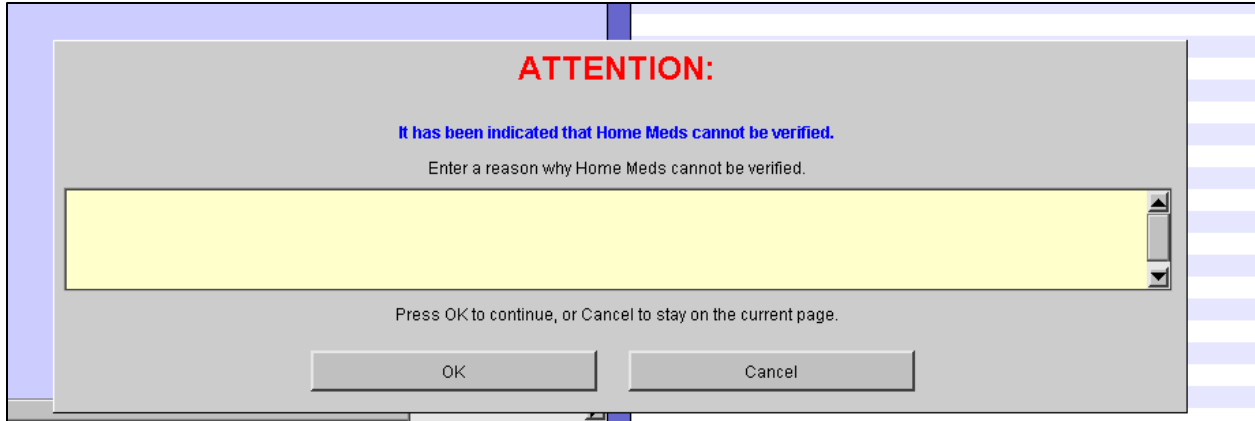 ATTENTION:
It has been indicated that Home Meds cannot be verified.
Enter a reason why Home Meds cannot be verified.
Press OK to continue, or Cancel to stay on the current page.
OK
Cancel